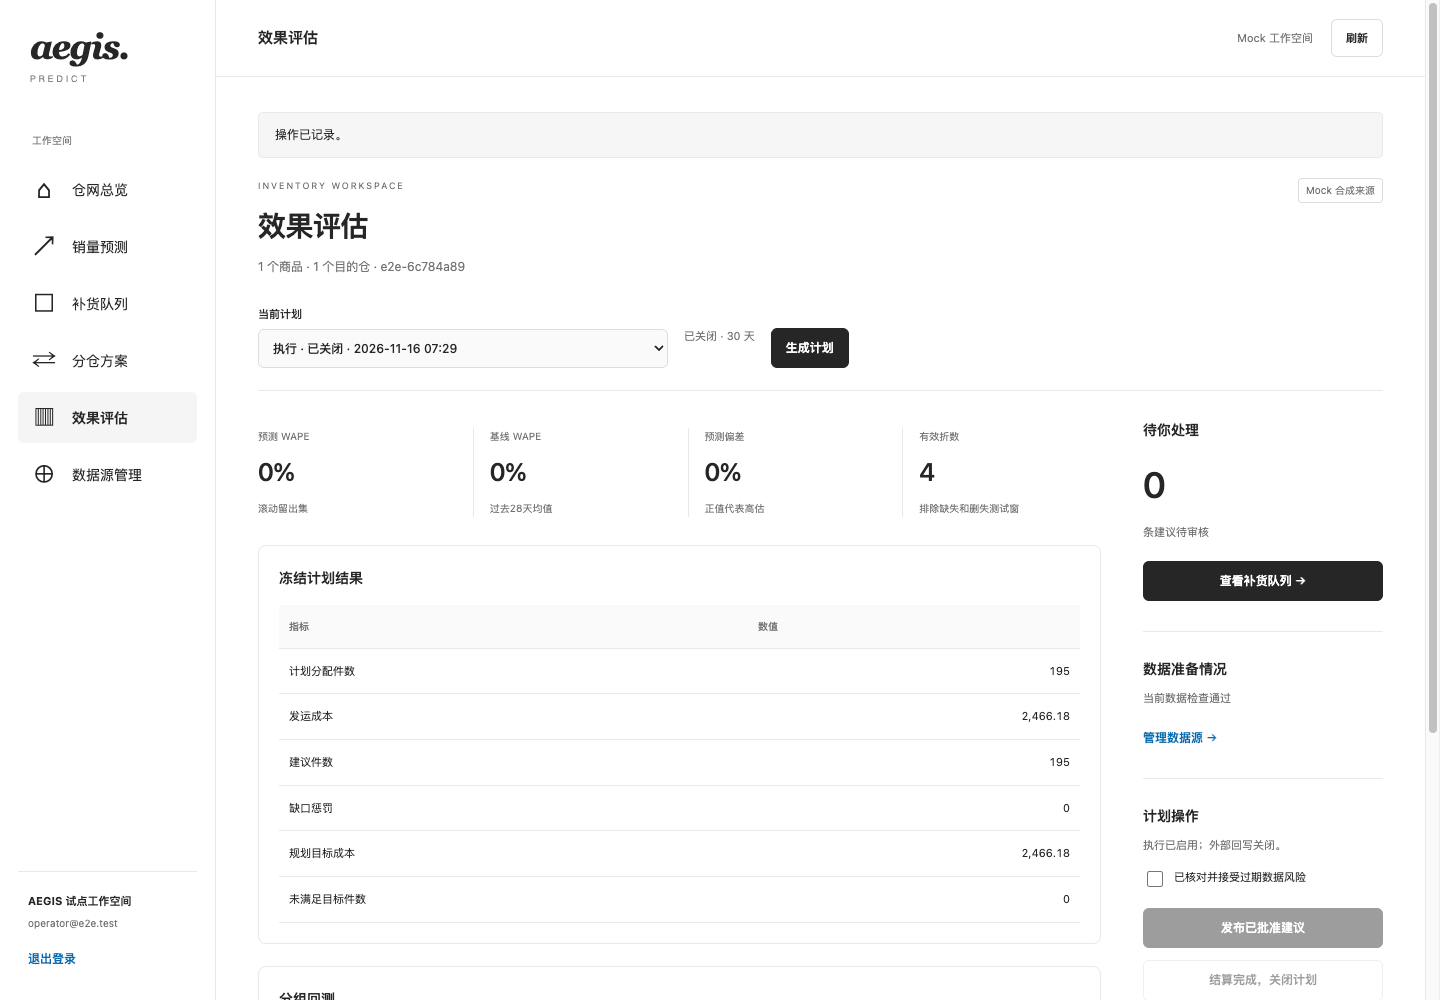 aegis.
PREDICT
工作空间
仓网总览
销量预测
补货队列
分仓方案
效果评估
数据源管理
AEGIS 试点工作空间
operator@e2e.test
退出登录
效果评估
Mock 工作空间
刷新
操作已记录。
INVENTORY WORKSPACE
Mock 合成来源
效果评估
1 个商品 · 1 个目的仓 · e2e-6c784a89
当前计划
执行 · 已关闭 · 2026-11-16 07:29
已关闭 · 30 天
生成计划
预测 WAPE
0%
滚动留出集
基线 WAPE
0%
过去28天均值
预测偏差
0%
正值代表高估
有效折数
4
排除缺失和删失测试窗
冻结计划结果
指标 数值
计划分配件数 195
发运成本 2,466.18
建议件数 195
缺口惩罚 0
规划目标成本 2,466.18
未满足目标件数 0
分组回测
待你处理
0
条建议待审核
查看补货队列 →
数据准备情况
当前数据检查通过
管理数据源 →
计划操作
执行已启用；外部回写关闭。
已核对并接受过期数据风险
发布已批准建议
结算完成，关闭计划